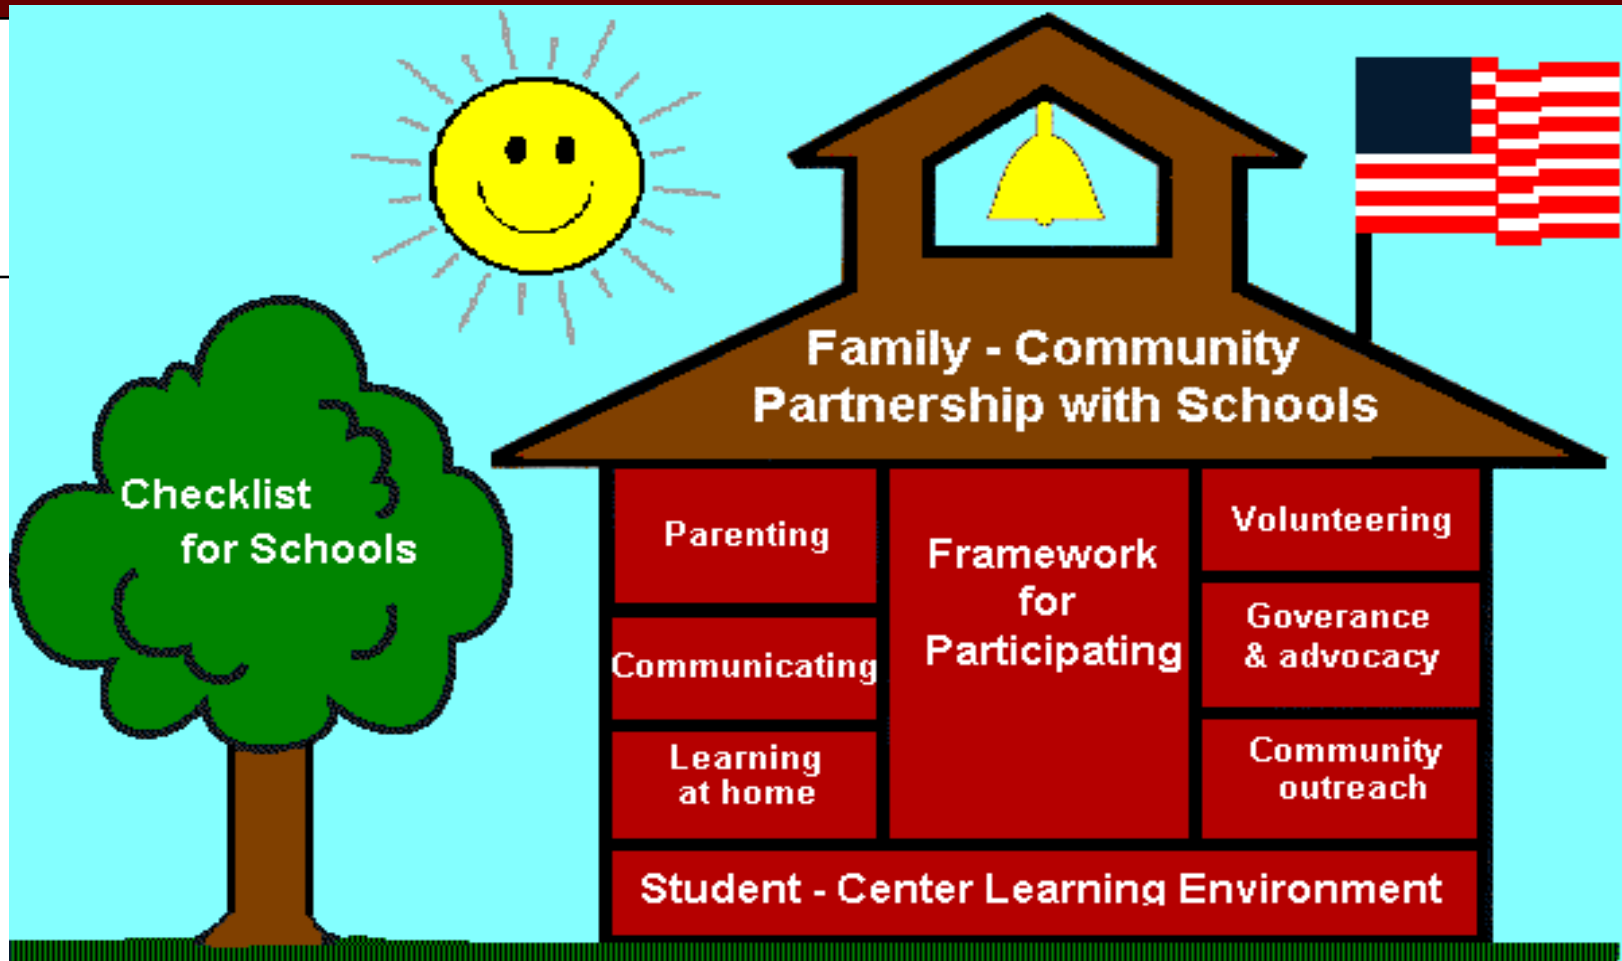 Family - Community
Partnership with Schools
Checklist
for Schools
Parenting
Communicating
Learning
at home
Framework
for
Participating
Volunteering
Goverance
& advocacy
Community
outreach
Student - Center Learning Environment